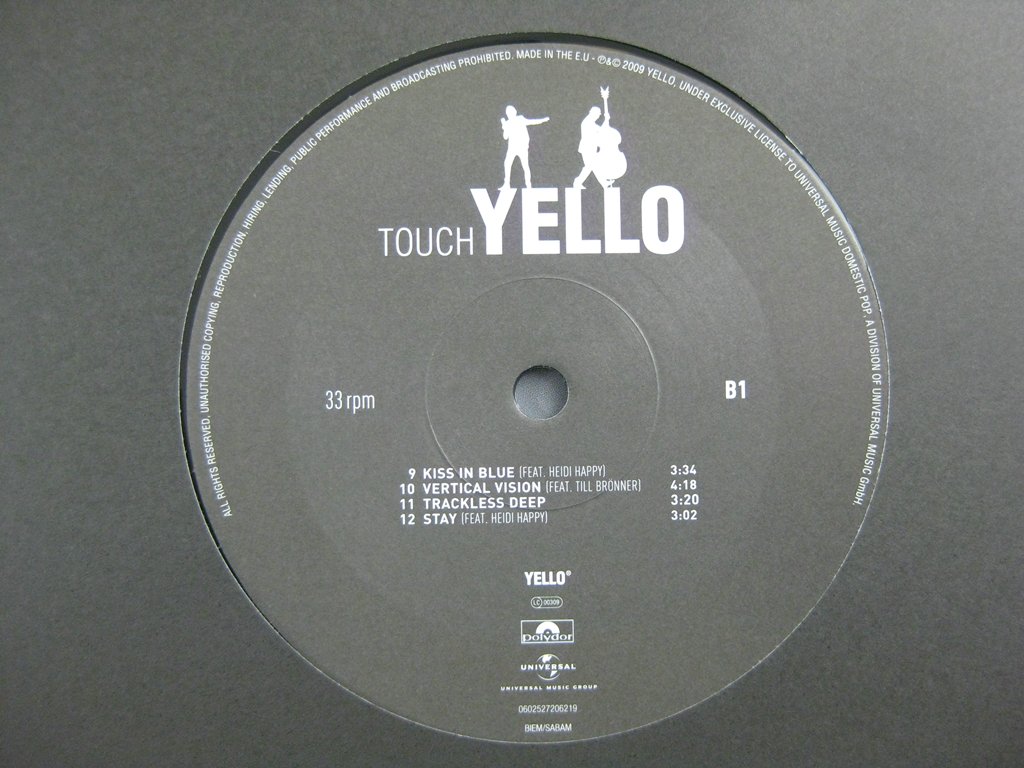 ALL RIGHTS RESERVED. UNAUTHORISED COPYING, REPRODUCTION, HIRING, LENDING, PUBLIC PERFORMANCE AND BROADCASTING PROHIBITED. MADE IN THE E.U - ℗&© 2009 YELLO, UNDER EXCLUSIVE LICENSE TO UNIVERSAL MUSIC DOMESTIC POP, A DIVISION OF UNIVERSAL MUSIC GmbH.
TOUCH YELLO
33 rpm
B1
9 KISS IN BLUE (FEAT. HEIDI HAPPY) 3:34
10 VERTICAL VISION (FEAT. TILL BRÖNNER) 4:18
11 TRACKLESS DEEP 3:20
12 STAY (FEAT. HEIDI HAPPY) 3:02
YELLO®
LC 00309
Polydor
UNIVERSAL
UNIVERSAL MUSIC GROUP
0602527206219
BIEM/SABAM